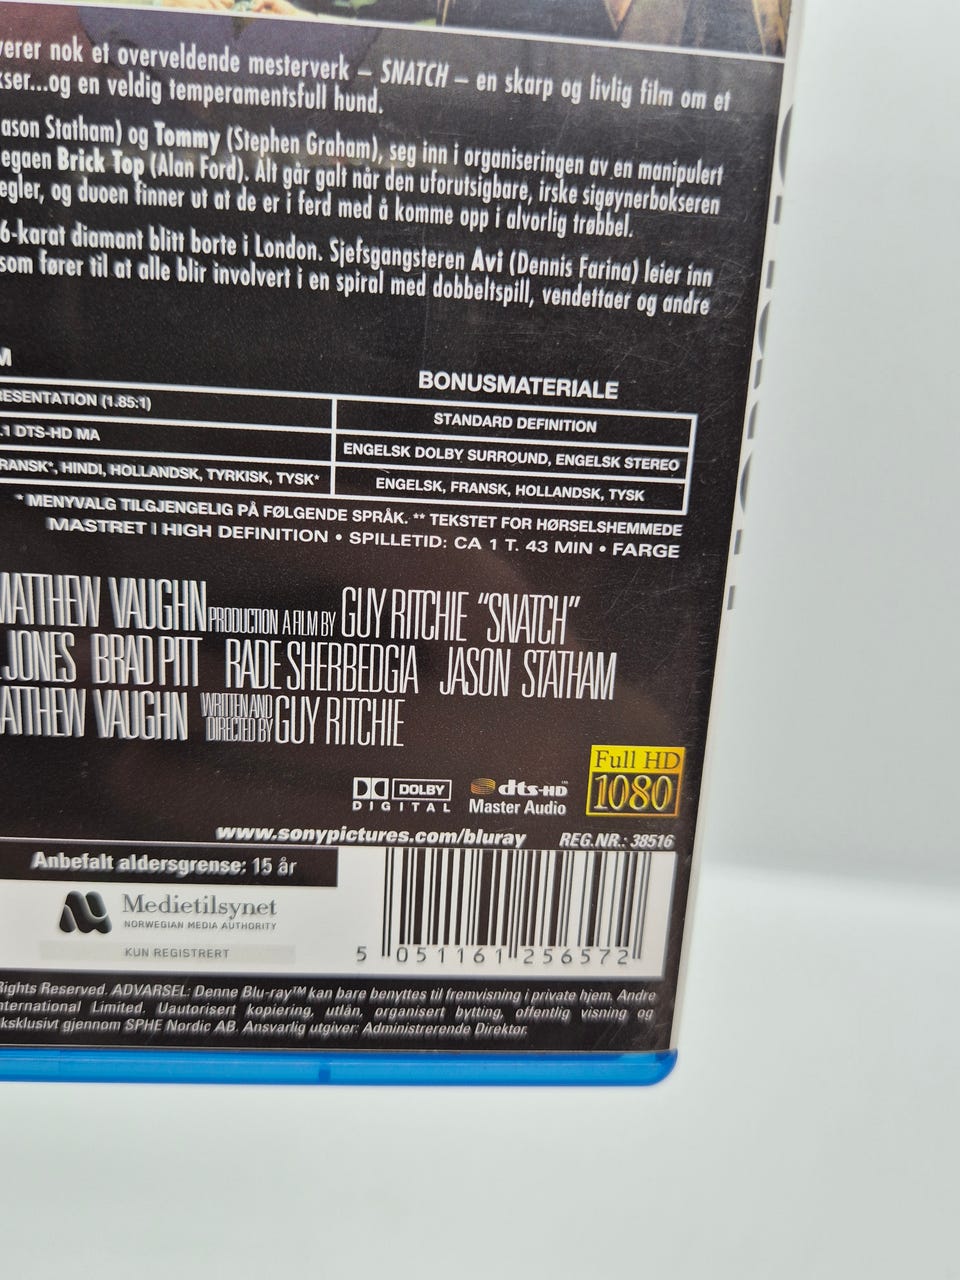 verer nok et overveldende mesterverk – SNATCH – en skarp og livlig film om et
kser...og en veldig temperamentsfull hund.
ason Statham) og Tommy (Stephen Graham), seg inn i organiseringen av en manipulert
egaen Brick Top (Alan Ford). Alt går galt når den uforutsigbare, irske sigøynerbokseren
egler, og duoen finner ut at de er i ferd med å komme opp i alvorlig trøbbel.
6-karat diamant blitt borte i London. Sjefsgangsteren Avi (Dennis Farina) leier inn
som fører til at alle blir involvert i en spiral med dobbeltspill, vendettaer og andre
M
BONUSMATERIALE
RESENTATION (1.85:1)
STANDARD DEFINITION
.1 DTS-HD MA
ENGELSK DOLBY SURROUND, ENGELSK STEREO
RANSK*, HINDI, HOLLANDSK, TYRKISK, TYSK*
ENGELSK, FRANSK, HOLLANDSK, TYSK
* MENYVALG TILGJENGELIG PÅ FØLGENDE SPRÅK. ** TEKSTET FOR HØRSELSHEMMEDE
MASTRET I HIGH DEFINITION • SPILLETID: CA 1 T. 43 MIN • FARGE
MATTHEW VAUGHN PRODUCTION A FILM BY GUY RITCHIE "SNATCH"
JONES BRAD PITT RADE SHERBEDGIA JASON STATHAM
ATTHEW VAUGHN WRITTEN AND DIRECTED BY GUY RITCHIE
DOLBY
DIGITAL
dts-HD™
Master Audio
Full HD
1080
www.sonypictures.com/bluray
REG.NR.: 38516
Anbefalt aldersgrense: 15 år
Medietilsynet
NORWEGIAN MEDIA AUTHORITY
KUN REGISTRERT
5 051161 256572
Rights Reserved. ADVARSEL: Denne Blu-ray™ kan bare benyttes til fremvisning i private hjem. Andre
nternational Limited. Uautorisert kopiering, utlån, organisert bytting, offentlig visning og
ksklusivt gjennom SPHE Nordic AB. Ansvarlig utgiver: Administrerende Direktør.